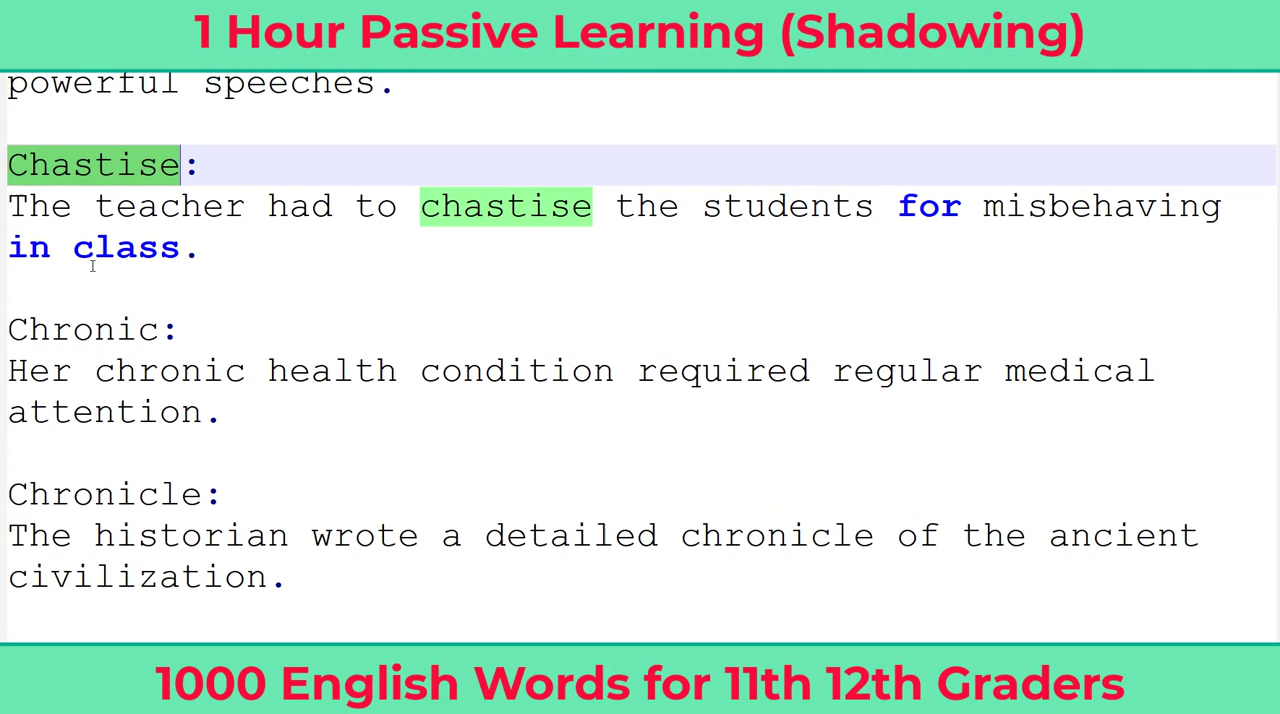 1 Hour Passive Learning (Shadowing)
powerful speeches.
Chastise:
The teacher had to chastise the students for misbehaving
in class.
Chronic:
Her chronic health condition required regular medical
attention.
Chronicle:
The historian wrote a detailed chronicle of the ancient
civilization.
1000 English Words for 11th 12th Graders